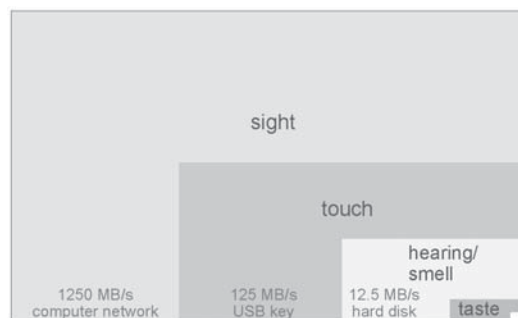 sight
touch
hearing/
smell
1250 MB/s
computer network
125 MB/s
USB key
12.5 MB/s
hard disk
taste